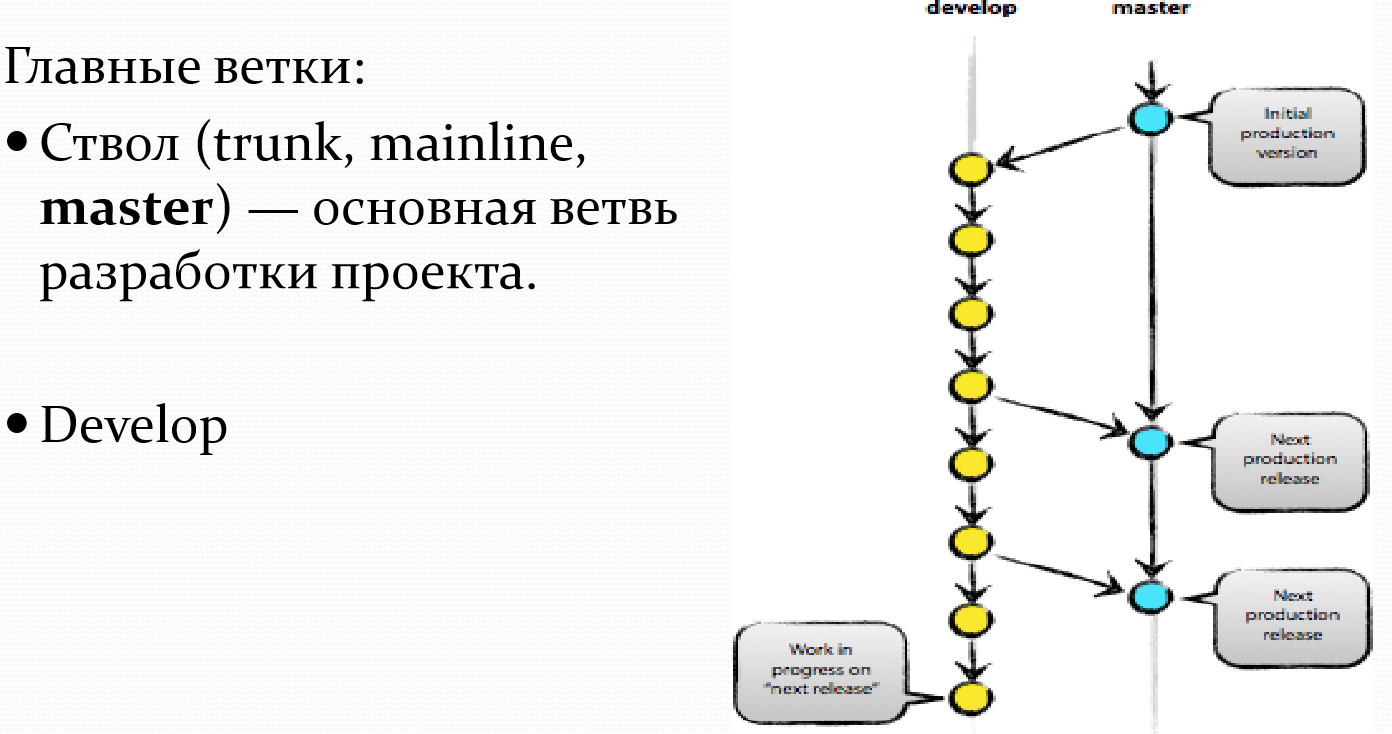 Главные ветки:
• Ствол (trunk, mainline,
master) — основная ветвь
разработки проекта.
• Develop
develop
master
Initial
production
version
Next
production
release
Next
production
release
Work in
progress on
"next release"